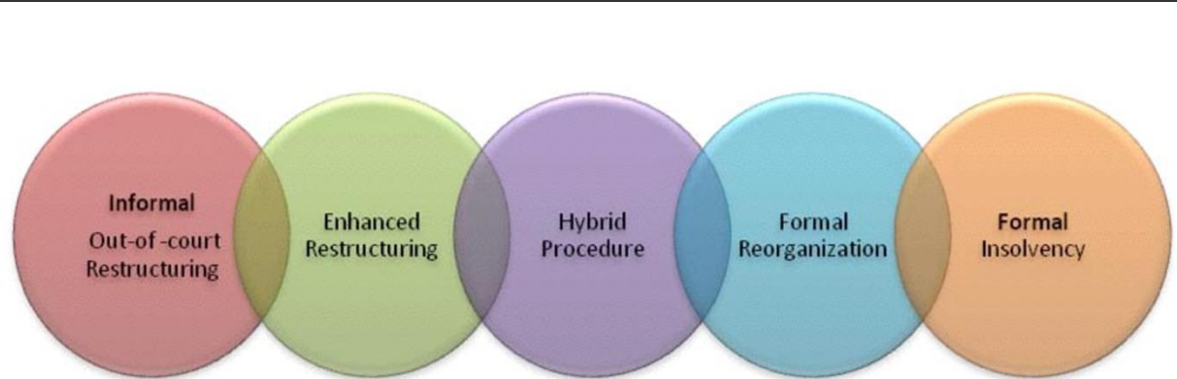 Informal
Out-of -court
Restructuring
Enhanced
Restructuring
Hybrid
Procedure
Formal
Reorganization
Formal
Insolvency